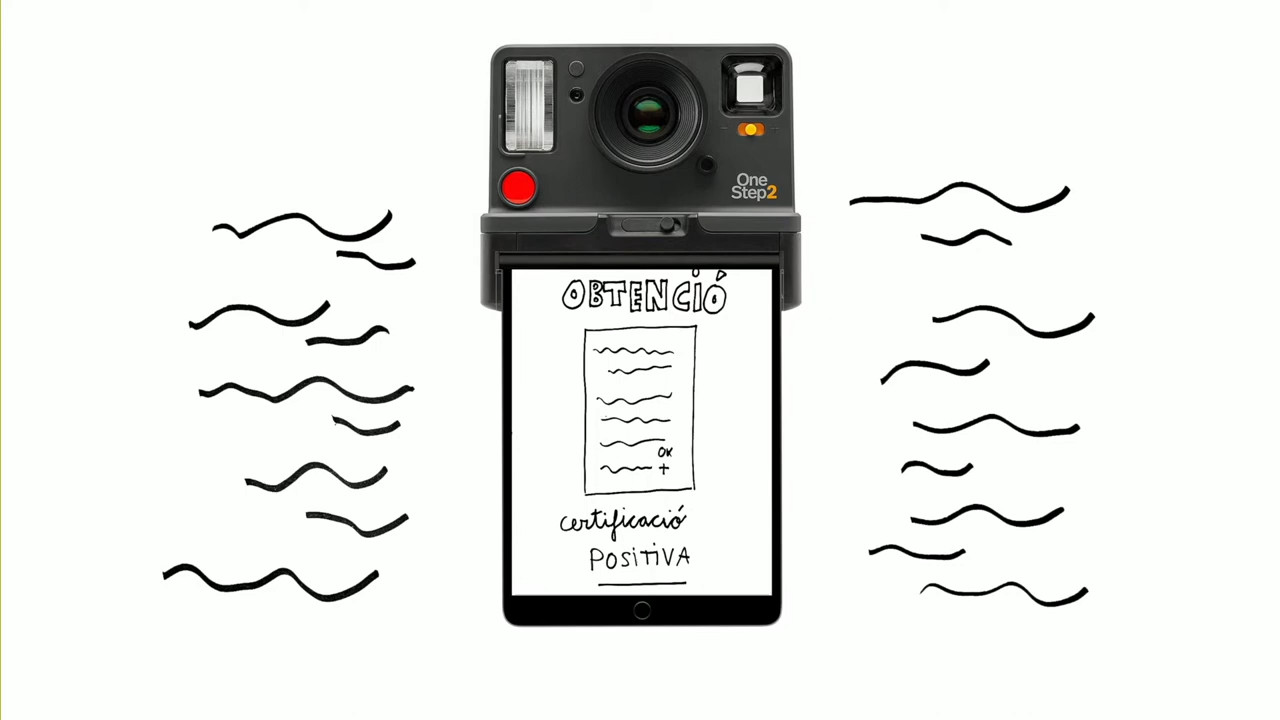 One
Step2
OBTENCIÓ
OK
+
certificació
POSITIVA